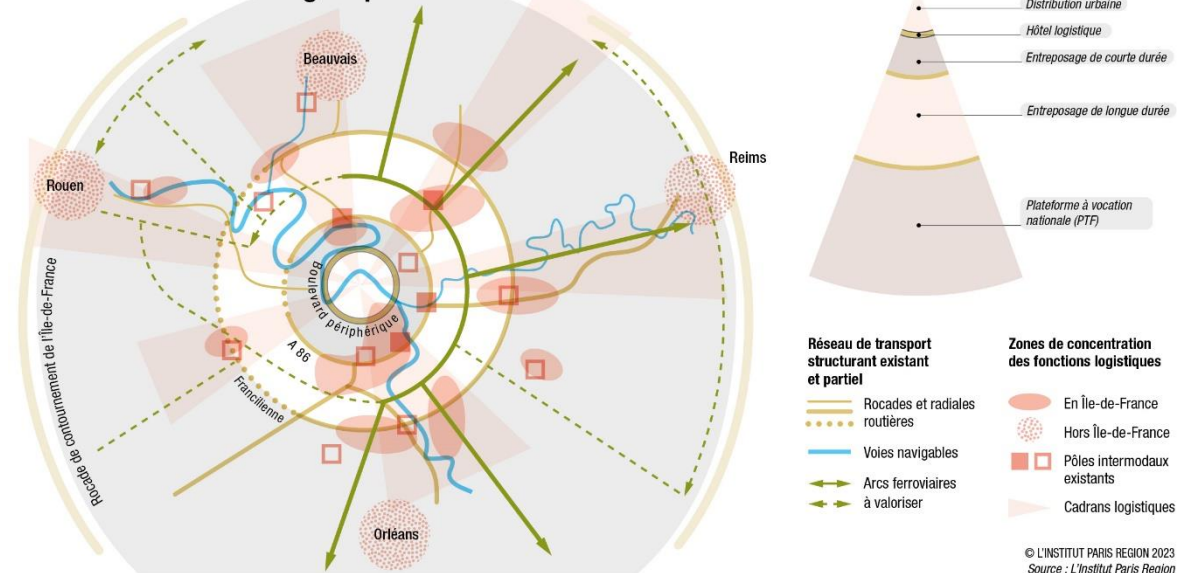 Beauvais
Rouen
Reims
Orléans
Boulevard périphérique
A 86
Francilienne
Rocade de contournement de l'Île-de-France
Distribution urbaine
Hôtel logistique
Entreposage de courte durée
Entreposage de longue durée
Plateforme à vocation
nationale (PTF)
Réseau de transport
structurant existant
et partiel
Rocades et radiales
routières
Voies navigables
Arcs ferroviaires
à valoriser
Zones de concentration
des fonctions logistiques
En Île-de-France
Hors Île-de-France
Pôles intermodaux
existants
Cadrans logistiques
© L'INSTITUT PARIS REGION 2023
Source : L'Institut Paris Region